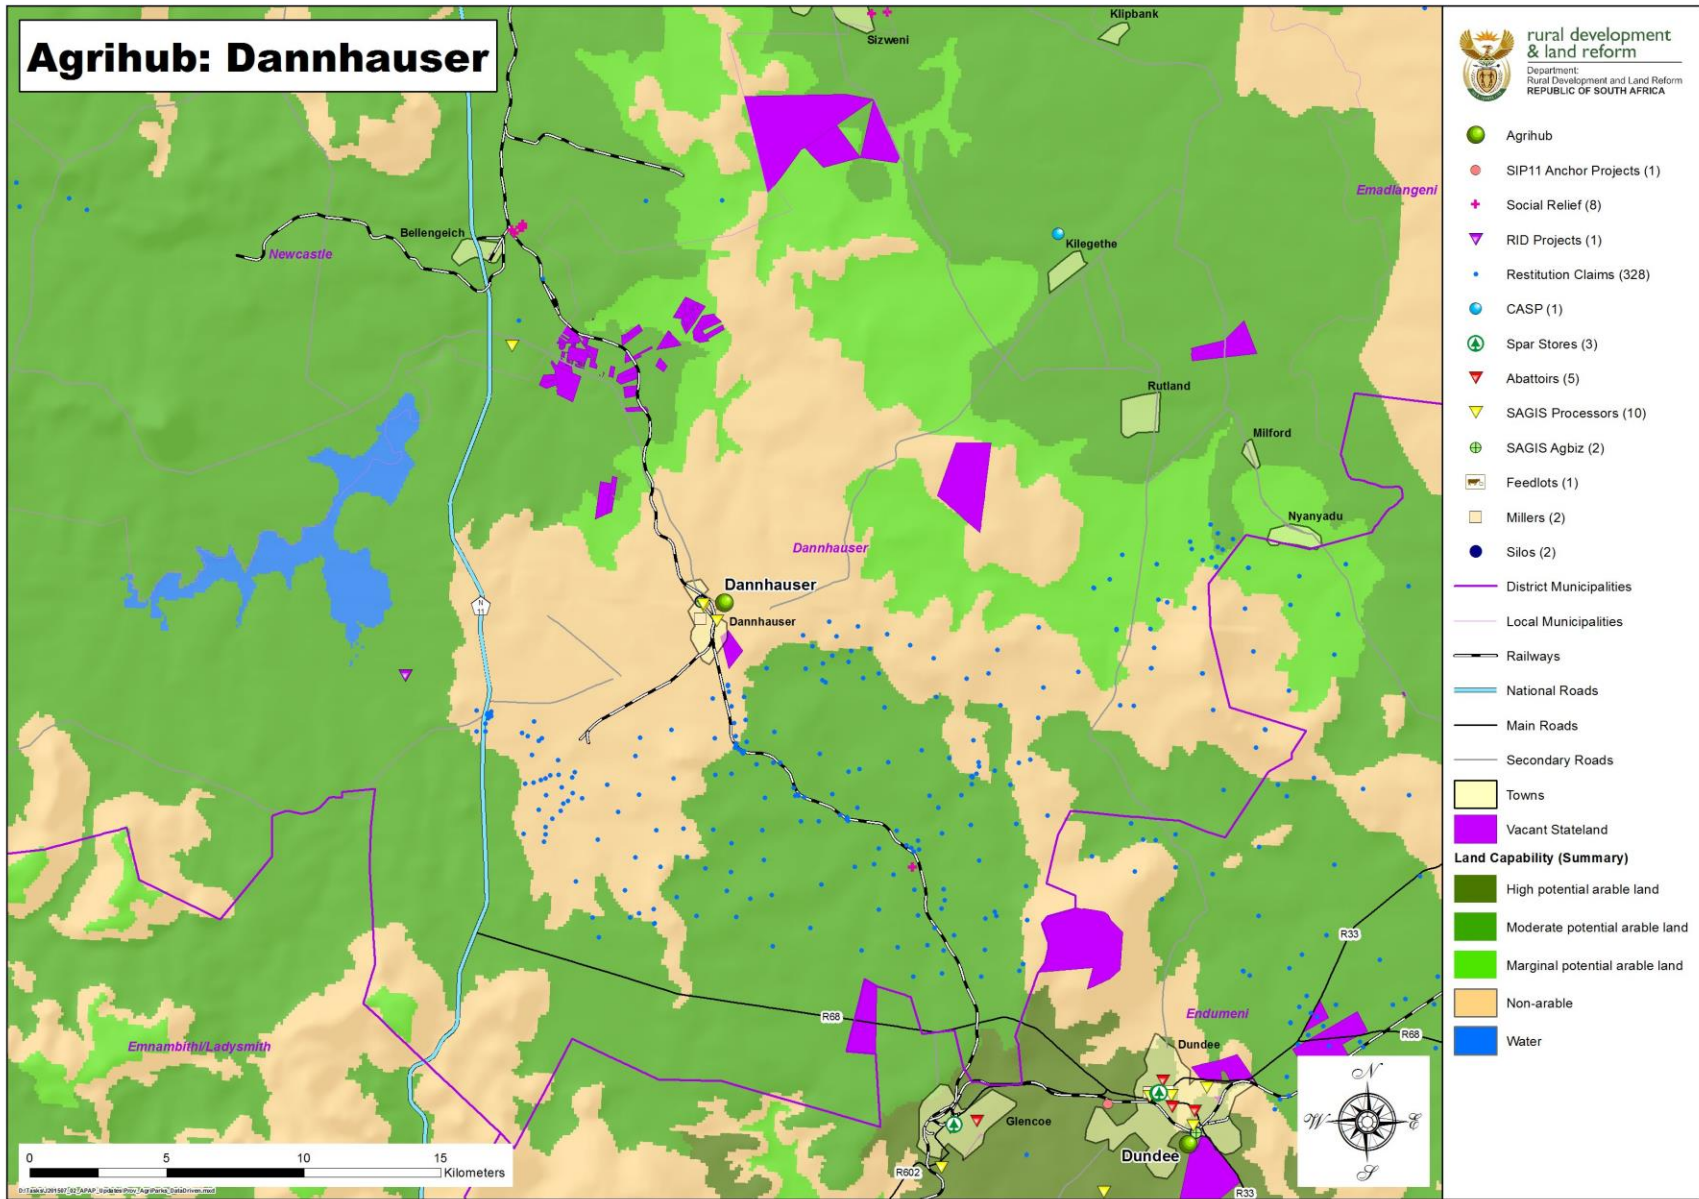 Agrihub: Dannhauser
Sizweni
Klipbank
Emadlangeni
Bellengeich
Newcastle
Kilegethe
Rutland
Milford
Nyanyadu
Dannhauser
Dannhauser
Dannhauser
N
11
R33
R68
Endumeni
Dundee
R68
Emnambithi/Ladysmith
Glencoe
Dundee
R602
R33
0 5 10 15
Kilometers
N
W E
S
rural development
& land reform
Department:
Rural Development and Land Reform
REPUBLIC OF SOUTH AFRICA
Agrihub
SIP11 Anchor Projects (1)
Social Relief (8)
RID Projects (1)
Restitution Claims (328)
CASP (1)
Spar Stores (3)
Abattoirs (5)
SAGIS Processors (10)
SAGIS Agbiz (2)
Feedlots (1)
Millers (2)
Silos (2)
District Municipalities
Local Municipalities
Railways
National Roads
Main Roads
Secondary Roads
Towns
Vacant Stateland
Land Capability (Summary)
High potential arable land
Moderate potential arable land
Marginal potential arable land
Non-arable
Water